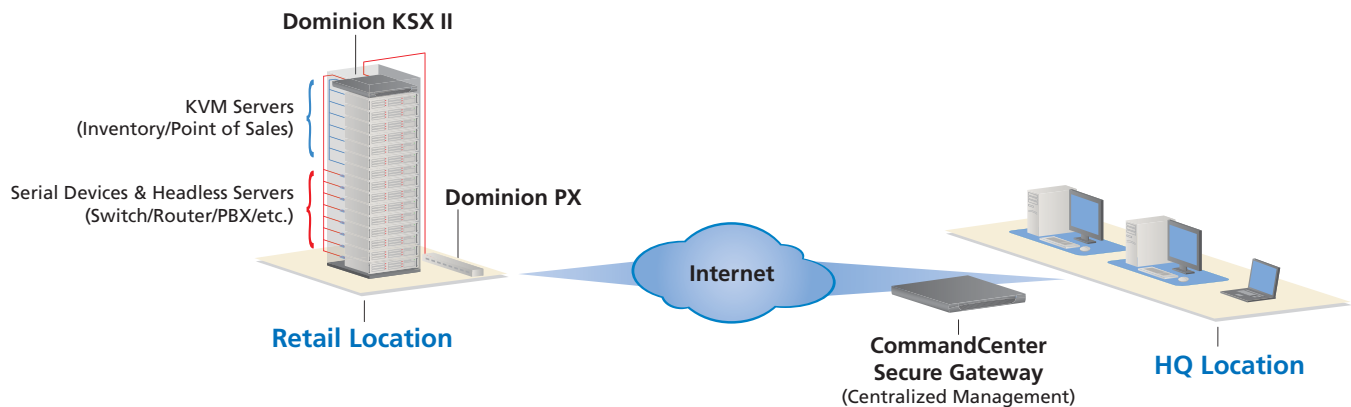 Dominion KSX II
KVM Servers
(Inventory/Point of Sales)
Serial Devices & Headless Servers
(Switch/Router/PBX/etc.)
Dominion PX
Retail Location
Internet
CommandCenter
Secure Gateway
(Centralized Management)
HQ Location